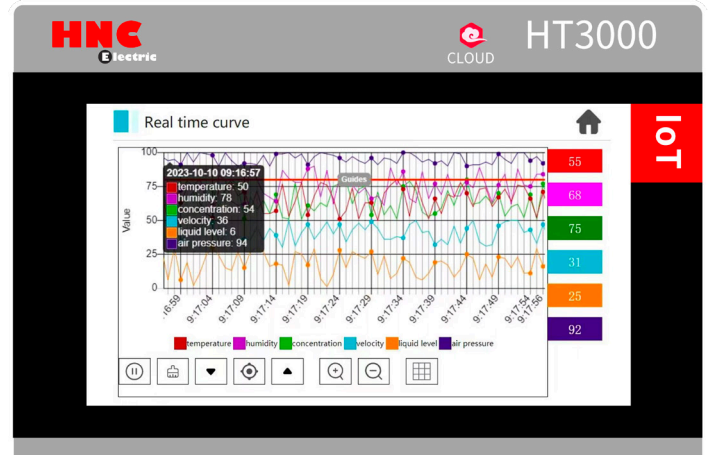 HNC
Electric
CLOUD
HT3000
IoT
Real time curve
100
75
50
25
0
Value
2023-10-10 09:16:57
temperature: 50
humidity: 78
concentration: 54
velocity: 36
liquid level: 6
air pressure: 94
Guides
55
68
75
31
25
92
:16:59
9:17:04
9:17:09
9:17:14
9:17:19
9:17:24
9:17:29
9:17:34
9:17:39
9:17:44
9:17:49
9:17:54
9:17:56
temperature humidity concentration velocity liquid level air pressure